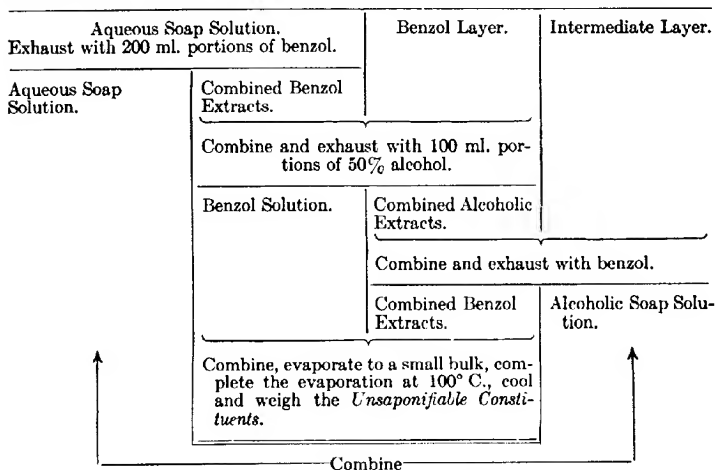 Aqueous Soap Solution.
Exhaust with 200 ml. portions of benzol.
Benzol Layer.
Intermediate Layer.
Aqueous Soap
Solution.
Combined Benzol
Extracts.
Combine and exhaust with 100 ml. por-
tions of 50% alcohol.
Benzol Solution.
Combined Alcoholic
Extracts.
Combine and exhaust with benzol.
Combined Benzol
Extracts.
Alcoholic Soap Solu-
tion.
Combine, evaporate to a small bulk, com-
plete the evaporation at 100° C., cool
and weigh the Unsaponifiable Consti-
tuents.
Combine